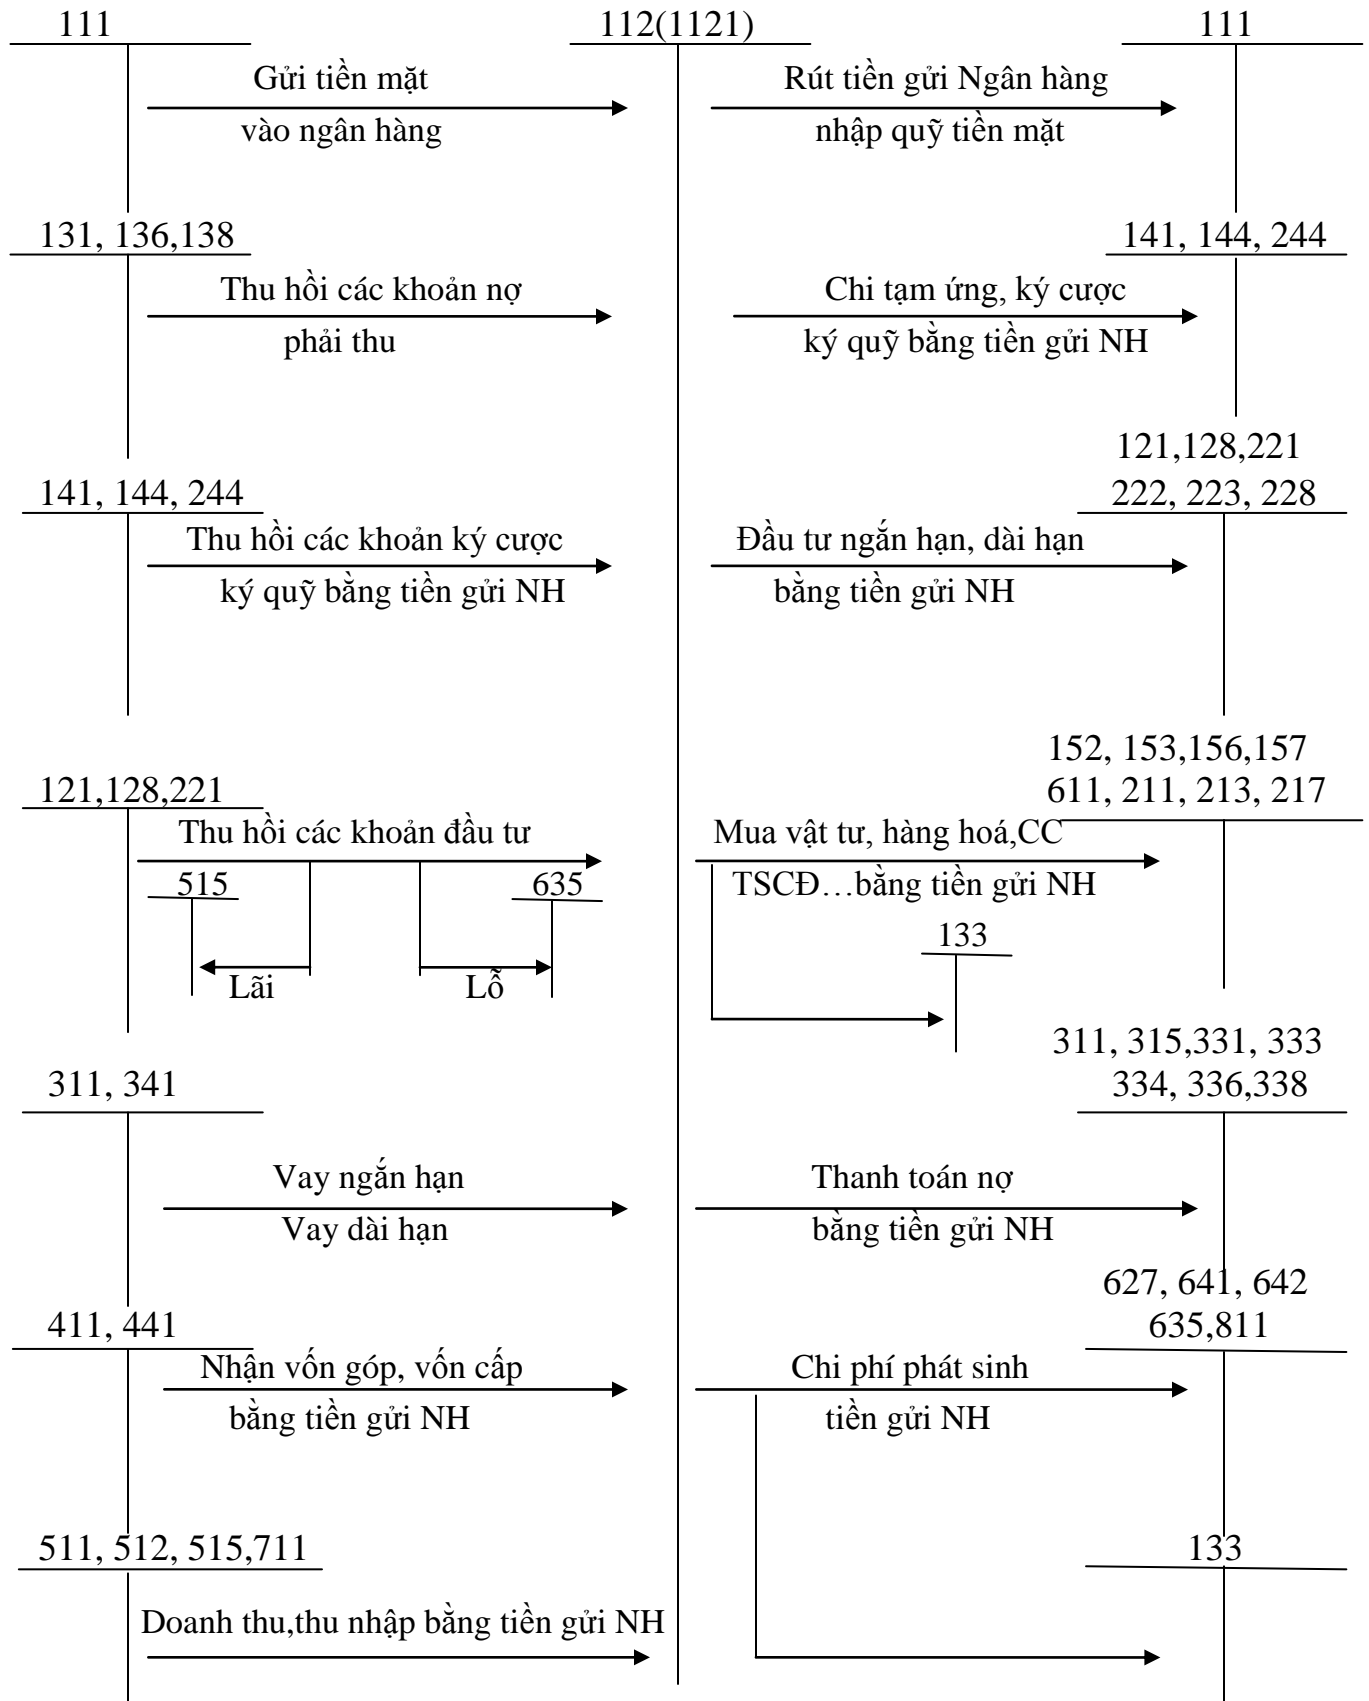 111
112(1121)
111
Gửi tiền mặt
vào ngân hàng
Rút tiền gửi Ngân hàng
nhập quỹ tiền mặt
131, 136,138
141, 144, 244
Thu hồi các khoản nợ
phải thu
Chi tạm ứng, ký cược
ký quỹ bằng tiền gửi NH
121,128,221
141, 144, 244
222, 223, 228
Thu hồi các khoản ký cược
ký quỹ bằng tiền gửi NH
Đầu tư ngắn hạn, dài hạn
bằng tiền gửi NH
152, 153,156,157
121,128,221
611, 211, 213, 217
Thu hồi các khoản đầu tư
Mua vật tư, hàng hoá,CC
515
635
TSCĐ…bằng tiền gửi NH
133
Lãi
Lỗ
311, 315,331, 333
311, 341
334, 336,338
Vay ngắn hạn
Vay dài hạn
Thanh toán nợ
bằng tiền gửi NH
627, 641, 642
411, 441
635,811
Nhận vốn góp, vốn cấp
bằng tiền gửi NH
Chi phí phát sinh
tiền gửi NH
511, 512, 515,711
133
Doanh thu,thu nhập bằng tiền gửi NH